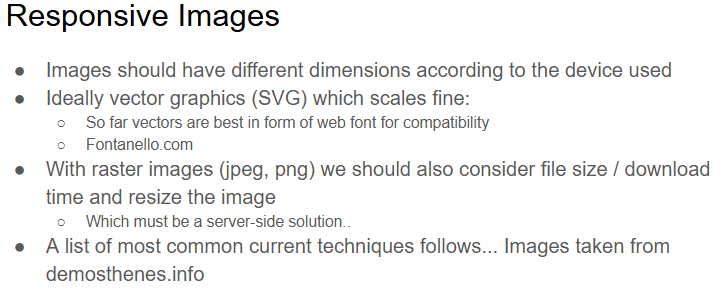 Responsive Images
● Images should have different dimensions according to the device used
● Ideally vector graphics (SVG) which scales fine:
○ So far vectors are best in form of web font for compatibility
○ Fontanello.com
● With raster images (jpeg, png) we should also consider file size / download
time and resize the image
○ Which must be a server-side solution..
● A list of most common current techniques follows... Images taken from
demosthenes.info